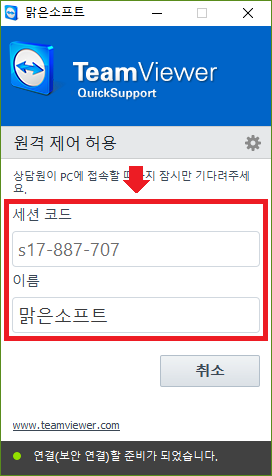 맑은소프트
TeamViewer
QuickSupport
원격 제어 허용
상담원이 PC에 접속할 지 잠시만 기다려주세
요.
세션 코드
s17-887-707
이름
맑은소프트
취소
www.teamviewer.com
연결(보안 연결)할 준비가 되었습니다.